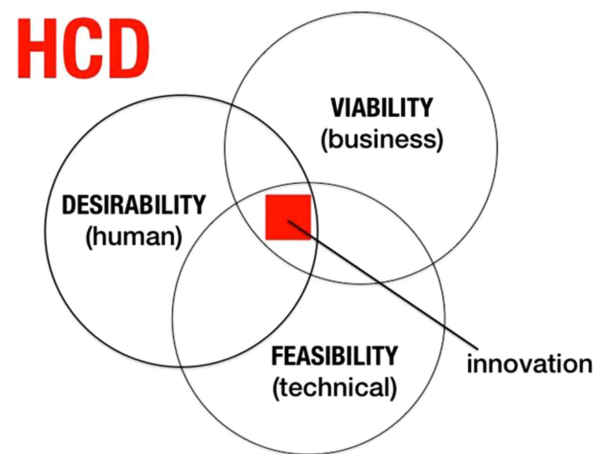 HCD
VIABILITY
(business)
DESIRABILITY
(human)
FEASIBILITY
(technical)
innovation